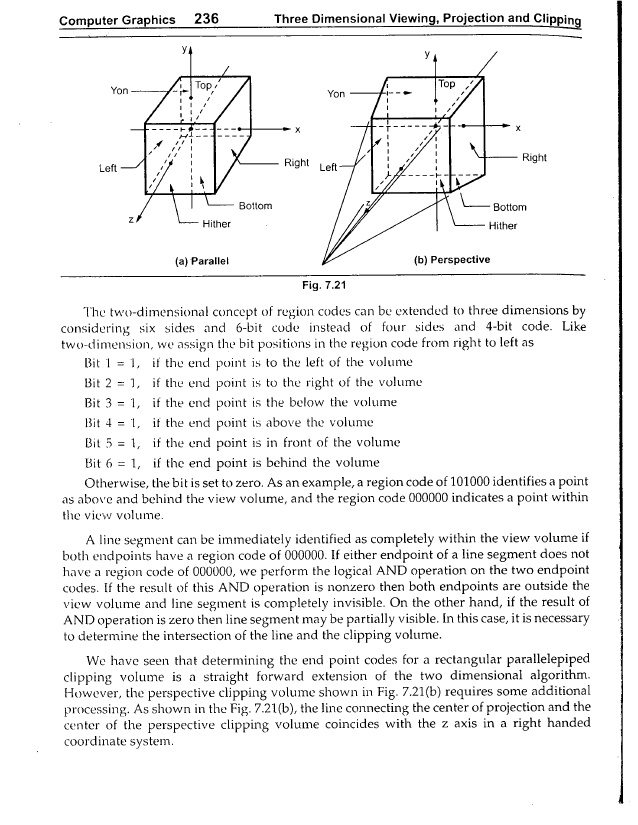 Computer Graphics 236 Three Dimensional Viewing, Projection and Clipping
y
Yon
Top
x
Left
Right
Bottom
z
Hither
(a) Parallel
y
Yon
Top
x
Left
Right
z
Bottom
Hither
(b) Perspective
Fig. 7.21
The two-dimensional concept of region codes can be extended to three dimensions by
considering six sides and 6-bit code instead of four sides and 4-bit code. Like
two-dimension, we assign the bit positions in the region code from right to left as
Bit 1 = 1, if the end point is to the left of the volume
Bit 2 = 1, if the end point is to the right of the volume
Bit 3 = 1, if the end point is the below the volume
Bit 4 = 1, if the end point is above the volume
Bit 5 = 1, if the end point is in front of the volume
Bit 6 = 1, if the end point is behind the volume
Otherwise, the bit is set to zero. As an example, a region code of 101000 identifies a point
as above and behind the view volume, and the region code 000000 indicates a point within
the view volume.
A line segment can be immediately identified as completely within the view volume if
both endpoints have a region code of 000000. If either endpoint of a line segment does not
have a region code of 000000, we perform the logical AND operation on the two endpoint
codes. If the result of this AND operation is nonzero then both endpoints are outside the
view volume and line segment is completely invisible. On the other hand, if the result of
AND operation is zero then line segment may be partially visible. In this case, it is necessary
to determine the intersection of the line and the clipping volume.
We have seen that determining the end point codes for a rectangular parallelepiped
clipping volume is a straight forward extension of the two dimensional algorithm.
However, the perspective clipping volume shown in Fig. 7.21(b) requires some additional
processing. As shown in the Fig. 7.21(b), the line connecting the center of projection and the
center of the perspective clipping volume coincides with the z axis in a right handed
coordinate system.